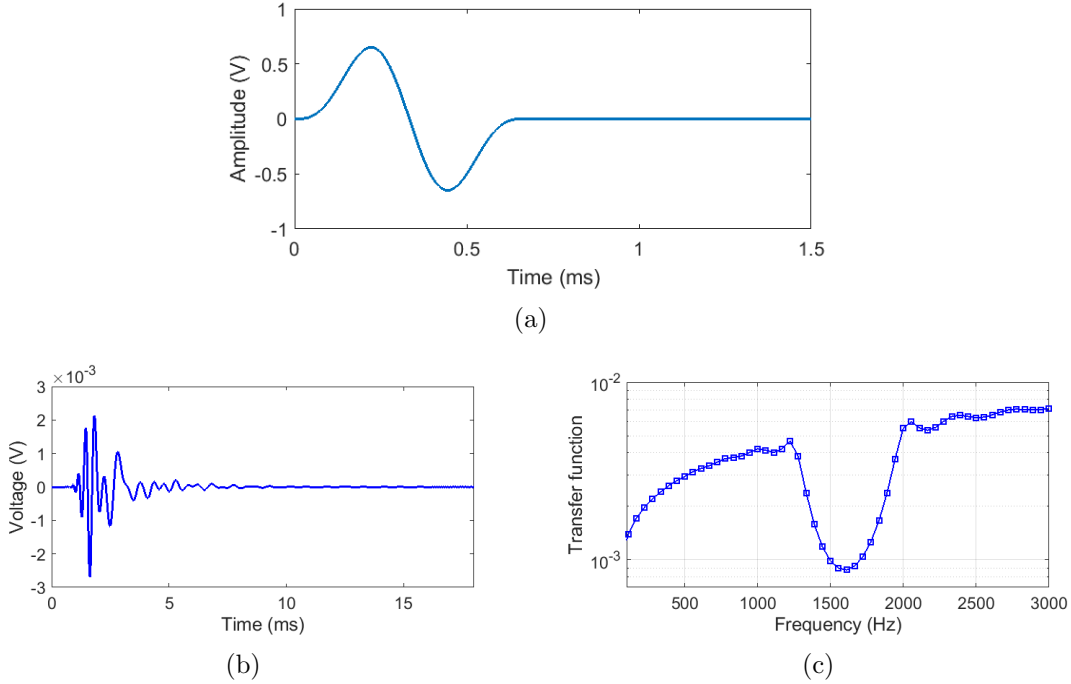 1
0.5
0
-0.5
-1
Amplitude (V)
0 0.5 1 1.5
Time (ms)
(a)
×10-3
3
2
1
0
-1
-2
-3
Voltage (V)
0 5 10 15
Time (ms)
(b)
10-2
10-3
Transfer function
500 1000 1500 2000 2500 3000
Frequency (Hz)
(c)